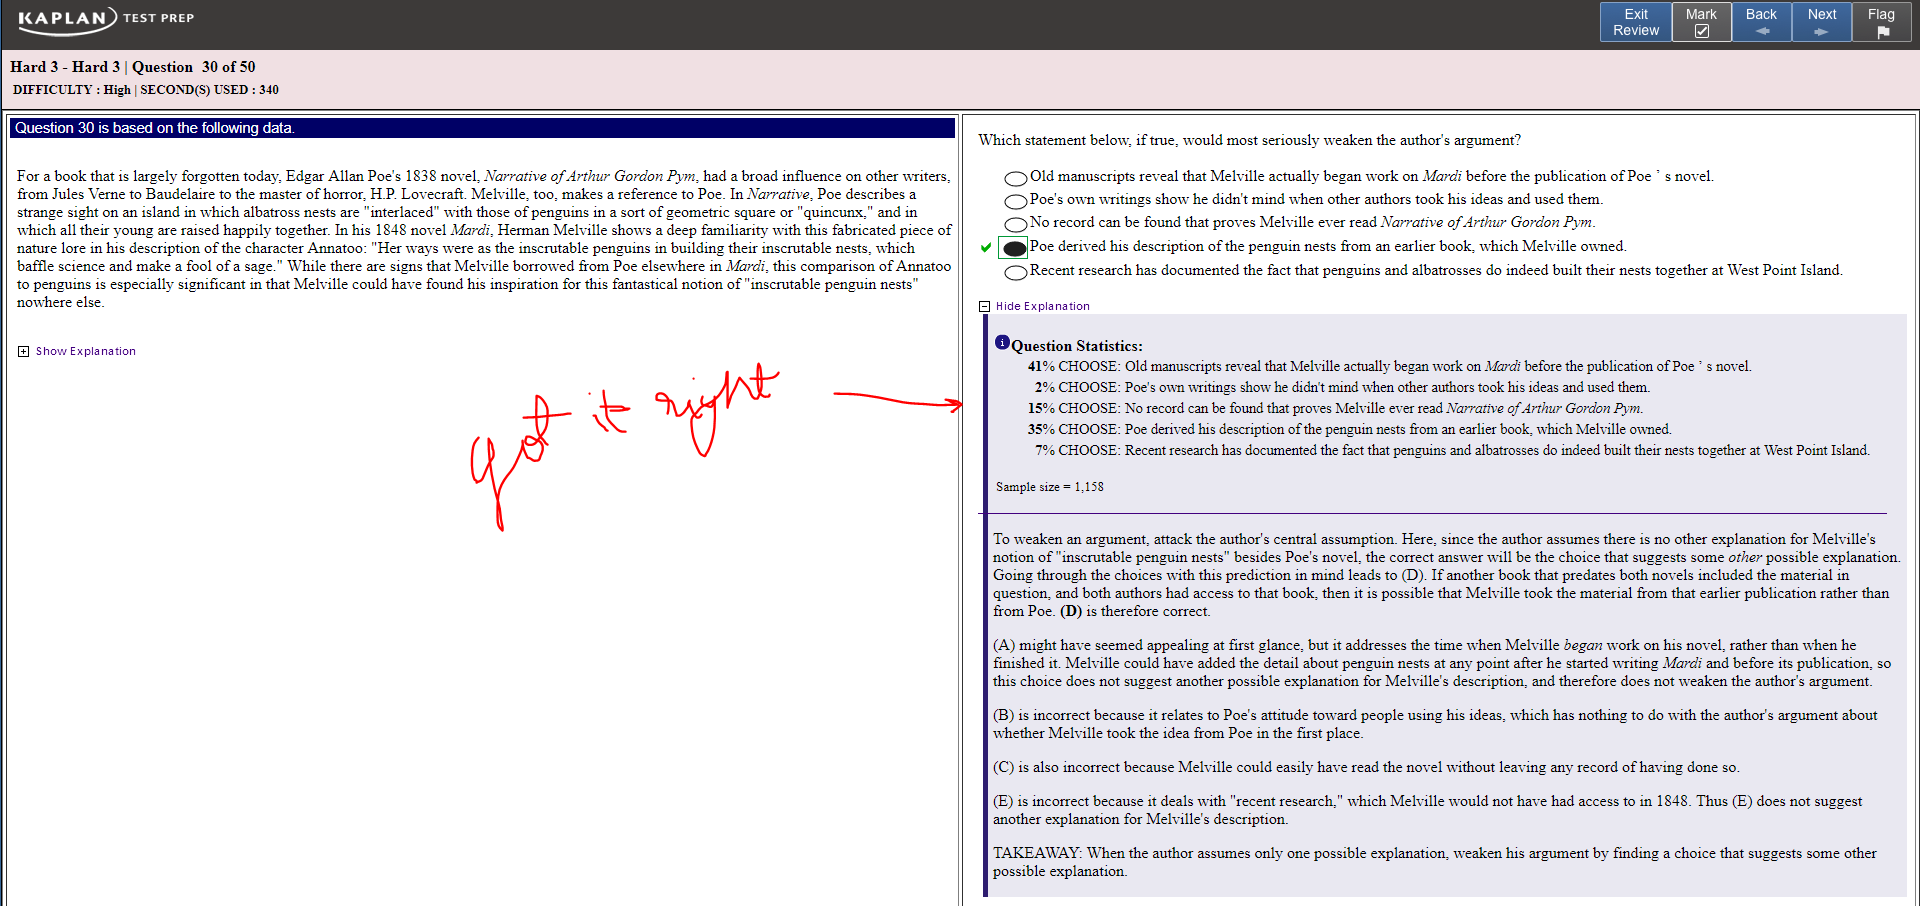 KAPLAN TEST PREP
Exit Review
Mark
Back
Next
Flag
Hard 3 - Hard 3 | Question 30 of 50
DIFFICULTY : High | SECOND(S) USED : 340
Question 30 is based on the following data.
For a book that is largely forgotten today, Edgar Allan Poe's 1838 novel, Narrative of Arthur Gordon Pym, had a broad influence on other writers,
from Jules Verne to Baudelaire to the master of horror, H.P. Lovecraft. Melville, too, makes a reference to Poe. In Narrative, Poe describes a
strange sight on an island in which albatross nests are "interlaced" with those of penguins in a sort of geometric square or "quincunx," and in
which all their young are raised happily together. In his 1848 novel Mardi, Herman Melville shows a deep familiarity with this fabricated piece of
nature lore in his description of the character Annatoo: "Her ways were as the inscrutable penguins in building their inscrutable nests, which
baffle science and make a fool of a sage." While there are signs that Melville borrowed from Poe elsewhere in Mardi, this comparison of Annatoo
to penguins is especially significant in that Melville could have found his inspiration for this fantastical notion of "inscrutable penguin nests"
nowhere else.
Show Explanation
got it right
Which statement below, if true, would most seriously weaken the author's argument?
Old manuscripts reveal that Melville actually began work on Mardi before the publication of Poe ' s novel.
Poe's own writings show he didn't mind when other authors took his ideas and used them.
No record can be found that proves Melville ever read Narrative of Arthur Gordon Pym.
Poe derived his description of the penguin nests from an earlier book, which Melville owned.
Recent research has documented the fact that penguins and albatrosses do indeed built their nests together at West Point Island.
Hide Explanation
Question Statistics:
41% CHOOSE: Old manuscripts reveal that Melville actually began work on Mardi before the publication of Poe ' s novel.
2% CHOOSE: Poe's own writings show he didn't mind when other authors took his ideas and used them.
15% CHOOSE: No record can be found that proves Melville ever read Narrative of Arthur Gordon Pym.
35% CHOOSE: Poe derived his description of the penguin nests from an earlier book, which Melville owned.
7% CHOOSE: Recent research has documented the fact that penguins and albatrosses do indeed built their nests together at West Point Island.
Sample size = 1,158
To weaken an argument, attack the author's central assumption. Here, since the author assumes there is no other explanation for Melville's
notion of "inscrutable penguin nests" besides Poe's novel, the correct answer will be the choice that suggests some other possible explanation.
Going through the choices with this prediction in mind leads to (D). If another book that predates both novels included the material in
question, and both authors had access to that book, then it is possible that Melville took the material from that earlier publication rather than
from Poe. (D) is therefore correct.
(A) might have seemed appealing at first glance, but it addresses the time when Melville began work on his novel, rather than when he
finished it. Melville could have added the detail about penguin nests at any point after he started writing Mardi and before its publication, so
this choice does not suggest another possible explanation for Melville's description, and therefore does not weaken the author's argument.
(B) is incorrect because it relates to Poe's attitude toward people using his ideas, which has nothing to do with the author's argument about
whether Melville took the idea from Poe in the first place.
(C) is also incorrect because Melville could easily have read the novel without leaving any record of having done so.
(E) is incorrect because it deals with "recent research," which Melville would not have had access to in 1848. Thus (E) does not suggest
another explanation for Melville's description.
TAKEAWAY: When the author assumes only one possible explanation, weaken his argument by finding a choice that suggests some other
possible explanation.